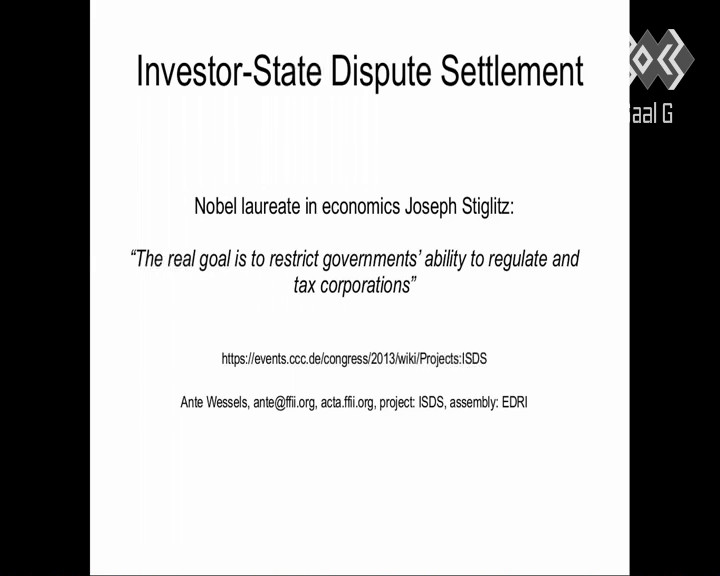 Investor-State Dispute Settlement
Nobel laureate in economics Joseph Stiglitz:
“The real goal is to restrict governments’ ability to regulate and
tax corporations”
https://events.ccc.de/congress/2013/wiki/Projects:ISDS
Ante Wessels, ante@ffii.org, acta.ffii.org, project: ISDS, assembly: EDRI
G